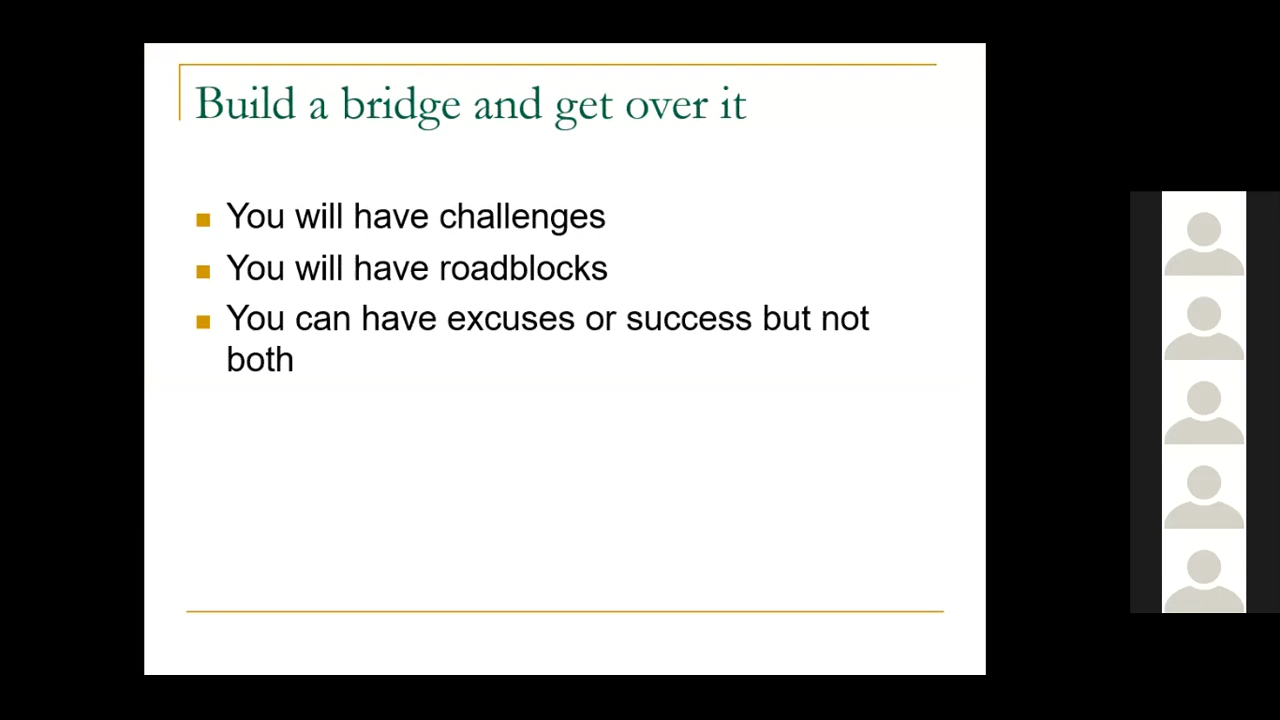 Build a bridge and get over it
You will have challenges
You will have roadblocks
You can have excuses or success but not
both